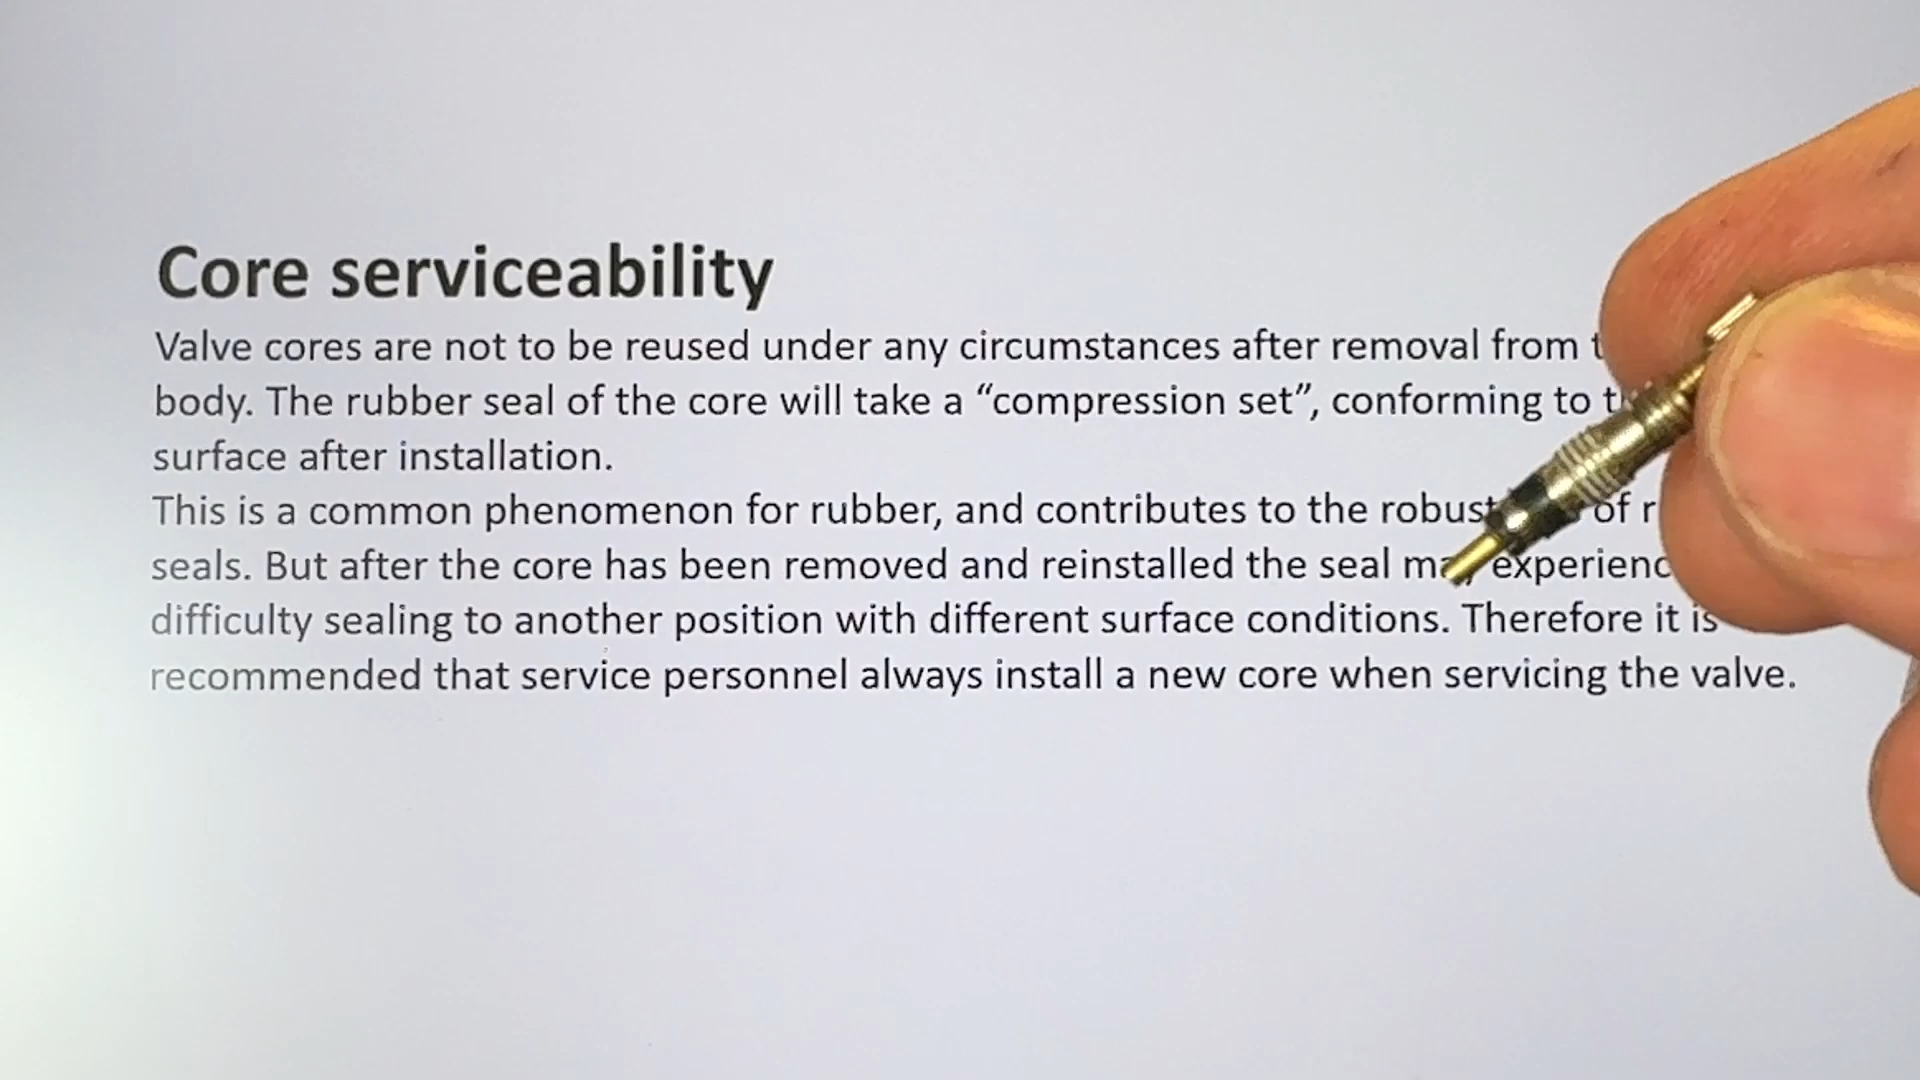 Core serviceability
Valve cores are not to be reused under any circumstances after removal from
body. The rubber seal of the core will take a “compression set”, conforming to
surface after installation.
This is a common phenomenon for rubber, and contributes to the of
seals. But after the core has been removed and reinstalled the seal may
difficulty sealing to another position with different surface conditions. Therefore it is
recommended that service personnel always install a new core when servicing the valve.